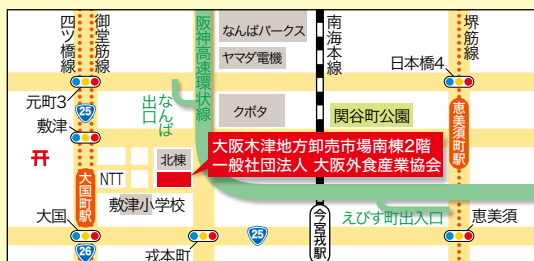 四ツ橋線
御堂筋線
阪神高速環状線
なんばパークス
ヤマダ電機
南海本線
堺筋線
日本橋4
元町3
25
なんば出口
クボタ
関谷町公園
恵美須町駅
敷津
大阪木津地方卸売市場南棟2階
一般社団法人 大阪外食産業協会
北棟
NTT
大国町駅
敷津小学校
今宮戎駅
えびす町出入口
大国
恵美須
25
26
戎本町